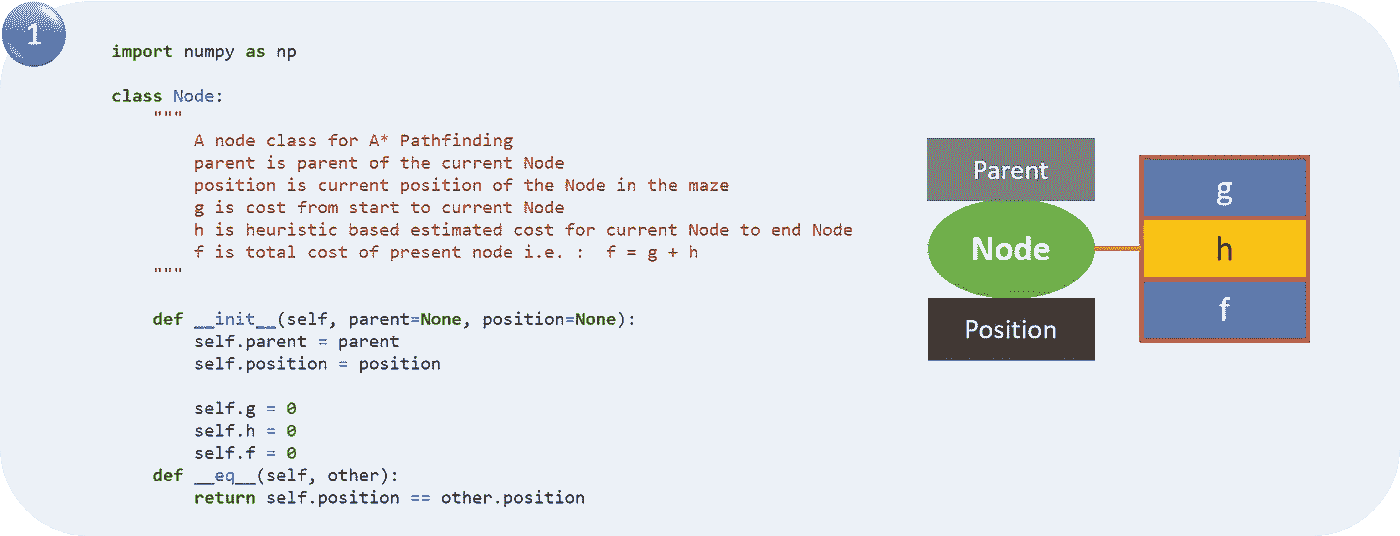 1
import numpy as np
class Node:
"""
A node class for A* Pathfinding
parent is parent of the current Node
position is current position of the Node in the maze
g is cost from start to current Node
h is heuristic based estimated cost for current Node to end Node
f is total cost of present node i.e. :  f = g + h
"""
def __init__(self, parent=None, position=None):
self.parent = parent
self.position = position
self.g = 0
self.h = 0
self.f = 0
def __eq__(self, other):
return self.position == other.position
Parent
Node
Position
g
h
f